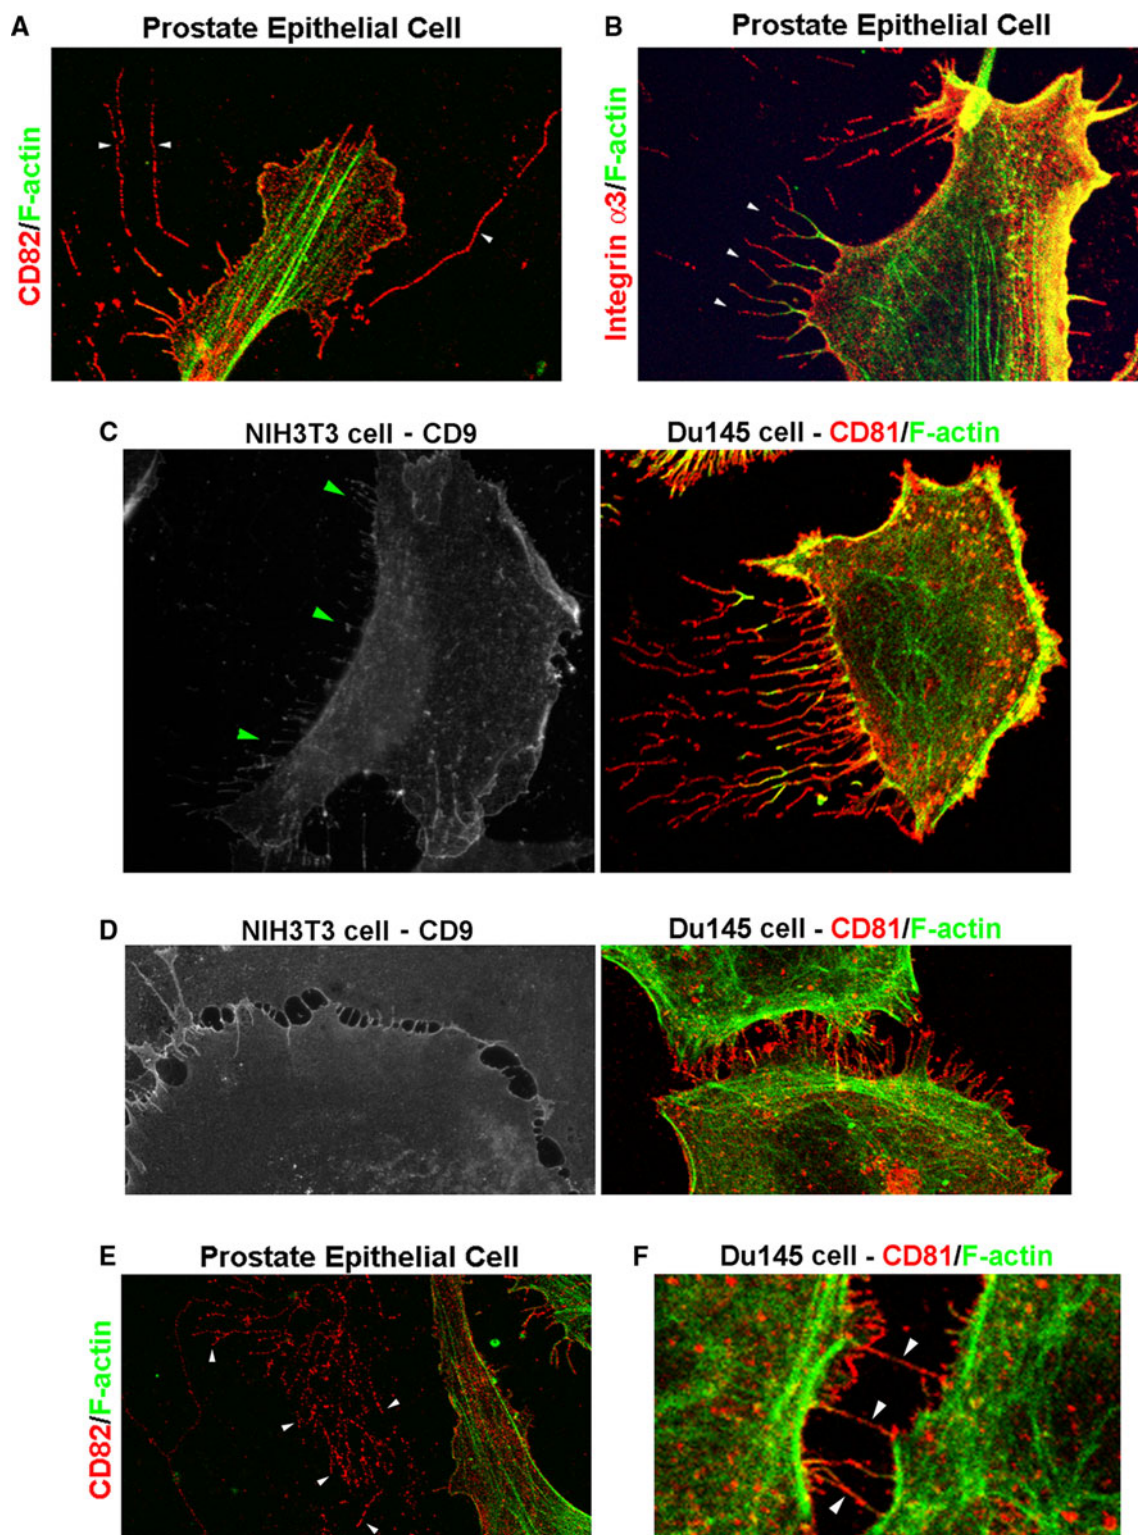 A
Prostate Epithelial Cell
CD82/F-actin
B
Prostate Epithelial Cell
Integrin α3/F-actin
C
NIH3T3 cell - CD9
Du145 cell - CD81/F-actin
D
NIH3T3 cell - CD9
Du145 cell - CD81/F-actin
E
Prostate Epithelial Cell
CD82/F-actin
F
Du145 cell - CD81/F-actin